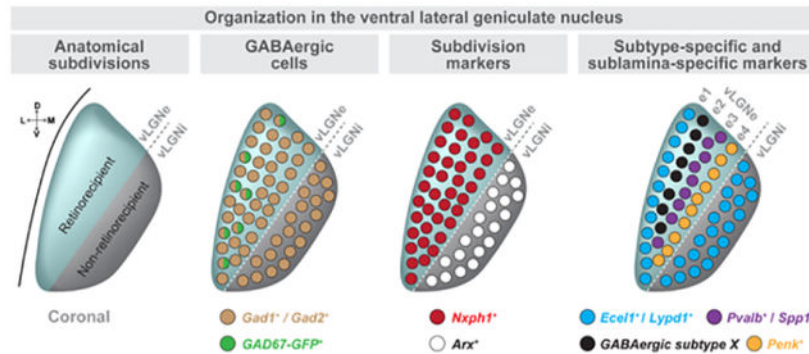 Organization in the ventral lateral geniculate nucleus
Anatomical
subdivisions
GABAergic
cells
Subdivision
markers
Subtype-specific and
sublamina-specific markers
D
L M
V
vLGNe
vLGNi
Retinorecipient
Non-retinorecipient
Coronal
vLGNe
vLGNi
Gad1+ / Gad2+
GAD67-GFP+
vLGNe
vLGNi
Nxph1+
Arx+
e1
e2
e3
e4
vLGNe
vLGNi
Ecel1+ / Lypd1+
Pvalb+ / Spp1
GABAergic subtype X
Penk+